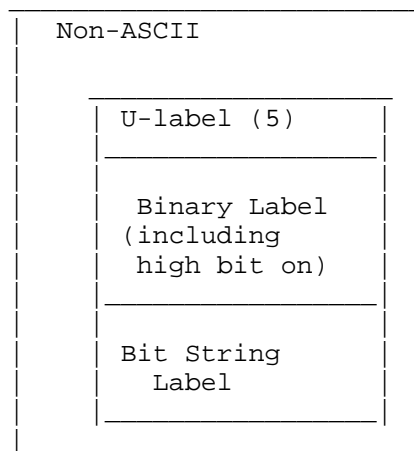 Non-ASCII
U-label (5)
Binary Label
(including
high bit on)
Bit String
Label